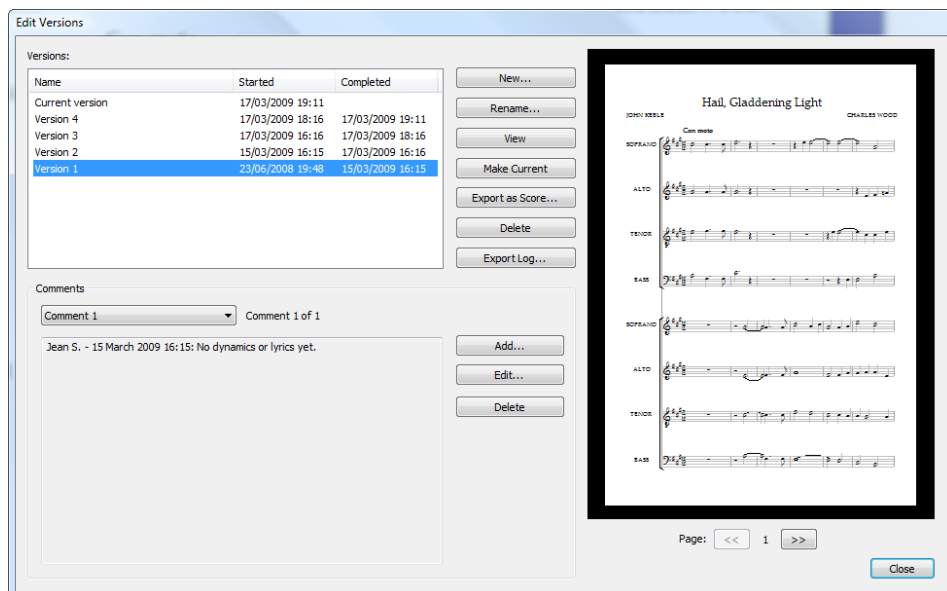 Edit Versions
Versions:
Name Started Completed
Current version 17/03/2009 19:11
Version 4 17/03/2009 18:16 17/03/2009 19:11
Version 3 17/03/2009 16:16 17/03/2009 18:16
Version 2 15/03/2009 16:15 17/03/2009 16:16
Version 1 23/06/2008 19:48 15/03/2009 16:15
New...
Rename...
View
Make Current
Export as Score...
Delete
Export Log...
Comments
Comment 1 Comment 1 of 1
Jean S. - 15 March 2009 16:15: No dynamics or lyrics yet.
Add...
Edit...
Delete
Hail, Gladdening Light
JOHN KEBLE CHARLES WOOD
Con moto
SOPRANO
ALTO
TENOR
BASS
SOPRANO
ALTO
TENOR
BASS
Page: << 1 >>
Close